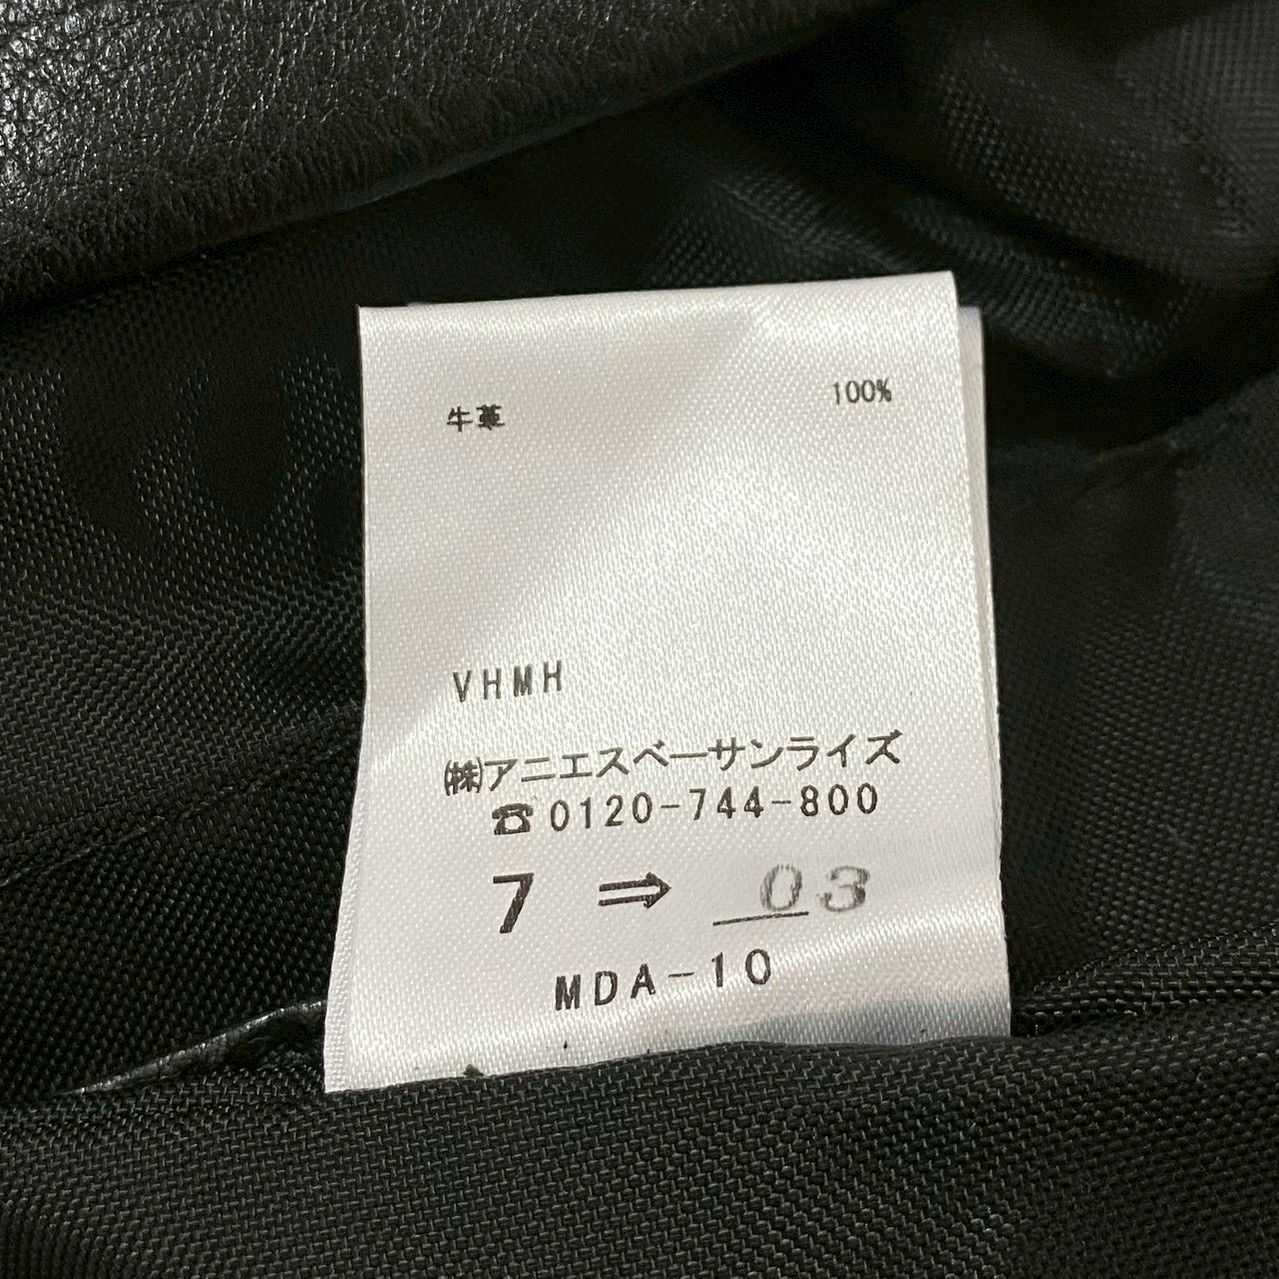 牛革 100%
VHMH
㈱アニエスベーサンライズ
☎0120-744-800
7 ⇒ 03
MDA-10